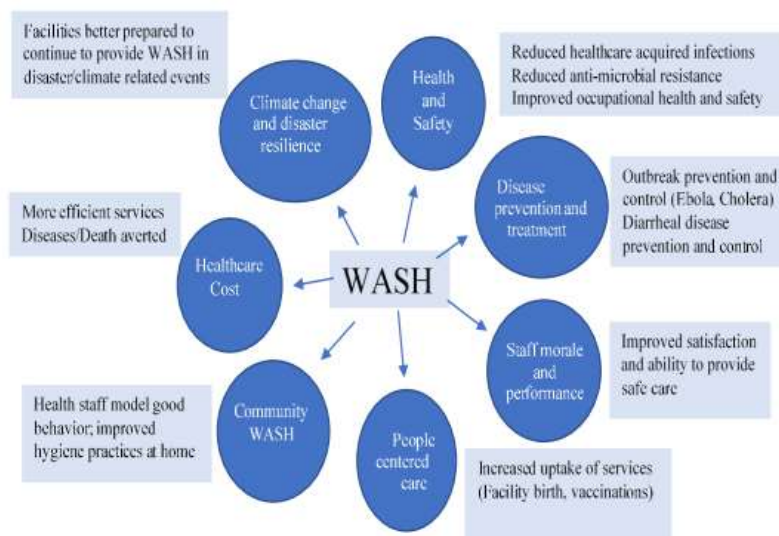 Facilities better prepared to
continue to provide WASH in
disaster/climate related events
Climate change
and disaster
resilience
Health
and
Safety
Reduced healthcare acquired infections
Reduced anti-microbial resistance
Improved occupational health and safety
Disease
prevention and
treatment
Outbreak prevention and
control (Ebola, Cholera)
Diarrheal disease
prevention and control
More efficient services
Diseases/Death averted
Healthcare
Cost
WASH
Staff morale
and
performance
Improved satisfaction
and ability to provide
safe care
Health staff model good
behavior; improved
hygiene practices at home
Community
WASH
People
centered
care
Increased uptake of services
(Facility birth, vaccinations)